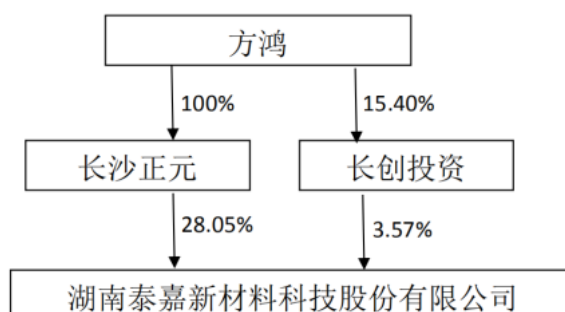 方鸿
100%
15.40%
长沙正元
长创投资
28.05%
3.57%
湖南泰嘉新材料科技股份有限公司